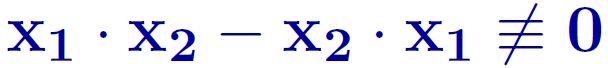 x₁ · x₂ − x₂ · x₁ ≢ 0